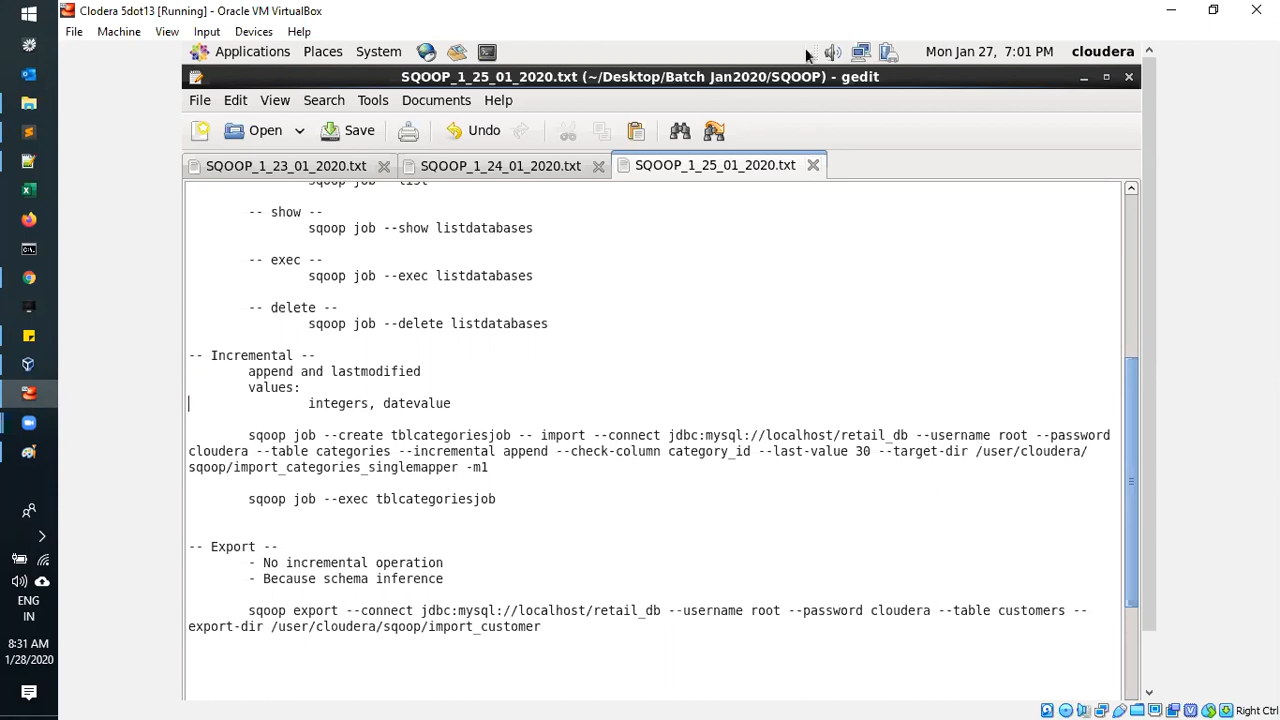 Clodera 5dot13 [Running] - Oracle VM VirtualBox
File Machine View Input Devices Help
Applications Places System Mon Jan 27, 7:01 PM cloudera
SQOOP_1_25_01_2020.txt (~/Desktop/Batch Jan2020/SQOOP) - gedit
File Edit View Search Tools Documents Help
Open Save Undo
SQOOP_1_23_01_2020.txt SQOOP_1_24_01_2020.txt SQOOP_1_25_01_2020.txt
sqoop job --list
-- show --
sqoop job --show listdatabases
-- exec --
sqoop job --exec listdatabases
-- delete --
sqoop job --delete listdatabases
-- Incremental --
append and lastmodified
values:
integers, datevalue
sqoop job --create tblcategoriesjob -- import --connect jdbc:mysql://localhost/retail_db --username root --password
cloudera --table categories --incremental append --check-column category_id --last-value 30 --target-dir /user/cloudera/
sqoop/import_categories_singlemapper -m1
sqoop job --exec tblcategoriesjob
-- Export --
- No incremental operation
- Because schema inference
sqoop export --connect jdbc:mysql://localhost/retail_db --username root --password cloudera --table customers --
export-dir /user/cloudera/sqoop/import_customer
ENG
IN
8:31 AM
1/28/2020
Right Ctrl